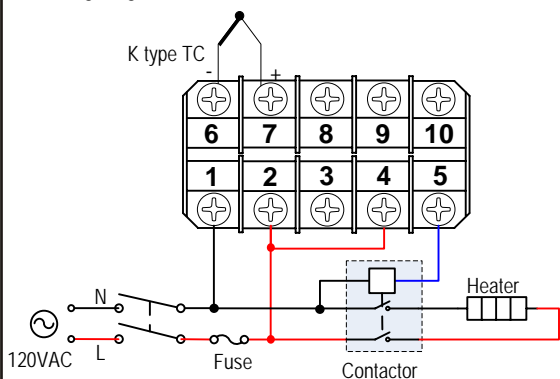 K type TC
- +
6 7 8 9 10
1 2 3 4 5
N
Heater
120VAC L Fuse
Contactor